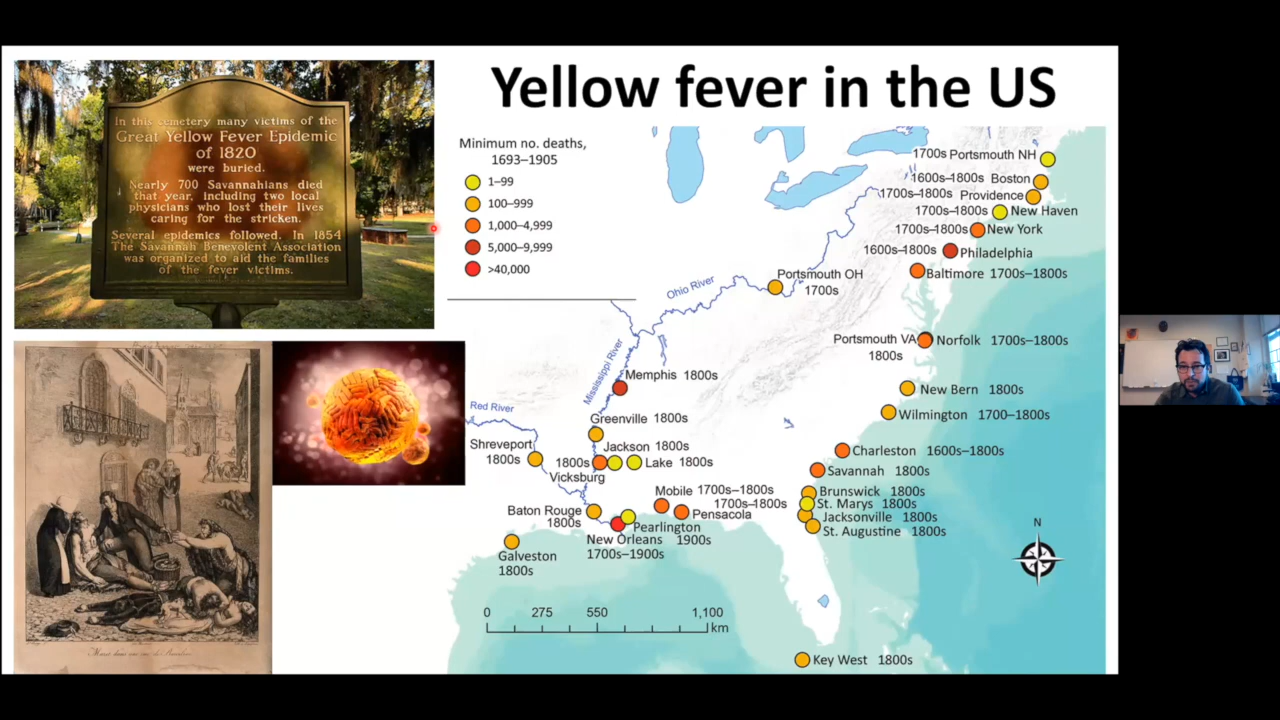 Yellow fever in the US
In this cemetery many victims of the
Great Yellow Fever Epidemic
of 1820
were buried.
Nearly 700 Savannahians died
that year, including two local
physicians who lost their lives
caring for the stricken.
Several epidemics followed. In 1854
The Savannah Benevolent Association
was organized to aid the families
of the fever victims.
Minimum no. deaths,
1693–1905
1–99
100–999
1,000–4,999
5,000–9,999
>40,000
1700s Portsmouth NH
1600s–1800s Boston
1700s–1800s Providence
1700s–1800s New Haven
1700s–1800s New York
1600s–1800s Philadelphia
Baltimore 1700s–1800s
Portsmouth OH
1700s
Ohio River
Portsmouth VA
1800s
Norfolk 1700s–1800s
Mississippi River
Memphis 1800s
New Bern 1800s
Red River
Wilmington 1700–1800s
Greenville 1800s
Shreveport
1800s
Jackson 1800s
1800s
Vicksburg
Lake 1800s
Charleston 1600s–1800s
Savannah 1800s
Mobile 1700s–1800s
1700s–1800s
Pensacola
Brunswick 1800s
St. Marys 1800s
Jacksonville 1800s
St. Augustine 1800s
Baton Rouge
1800s
Pearlington
1900s
New Orleans
1700s–1900s
Galveston
1800s
N
0 275 550 1,100
km
Key West 1800s